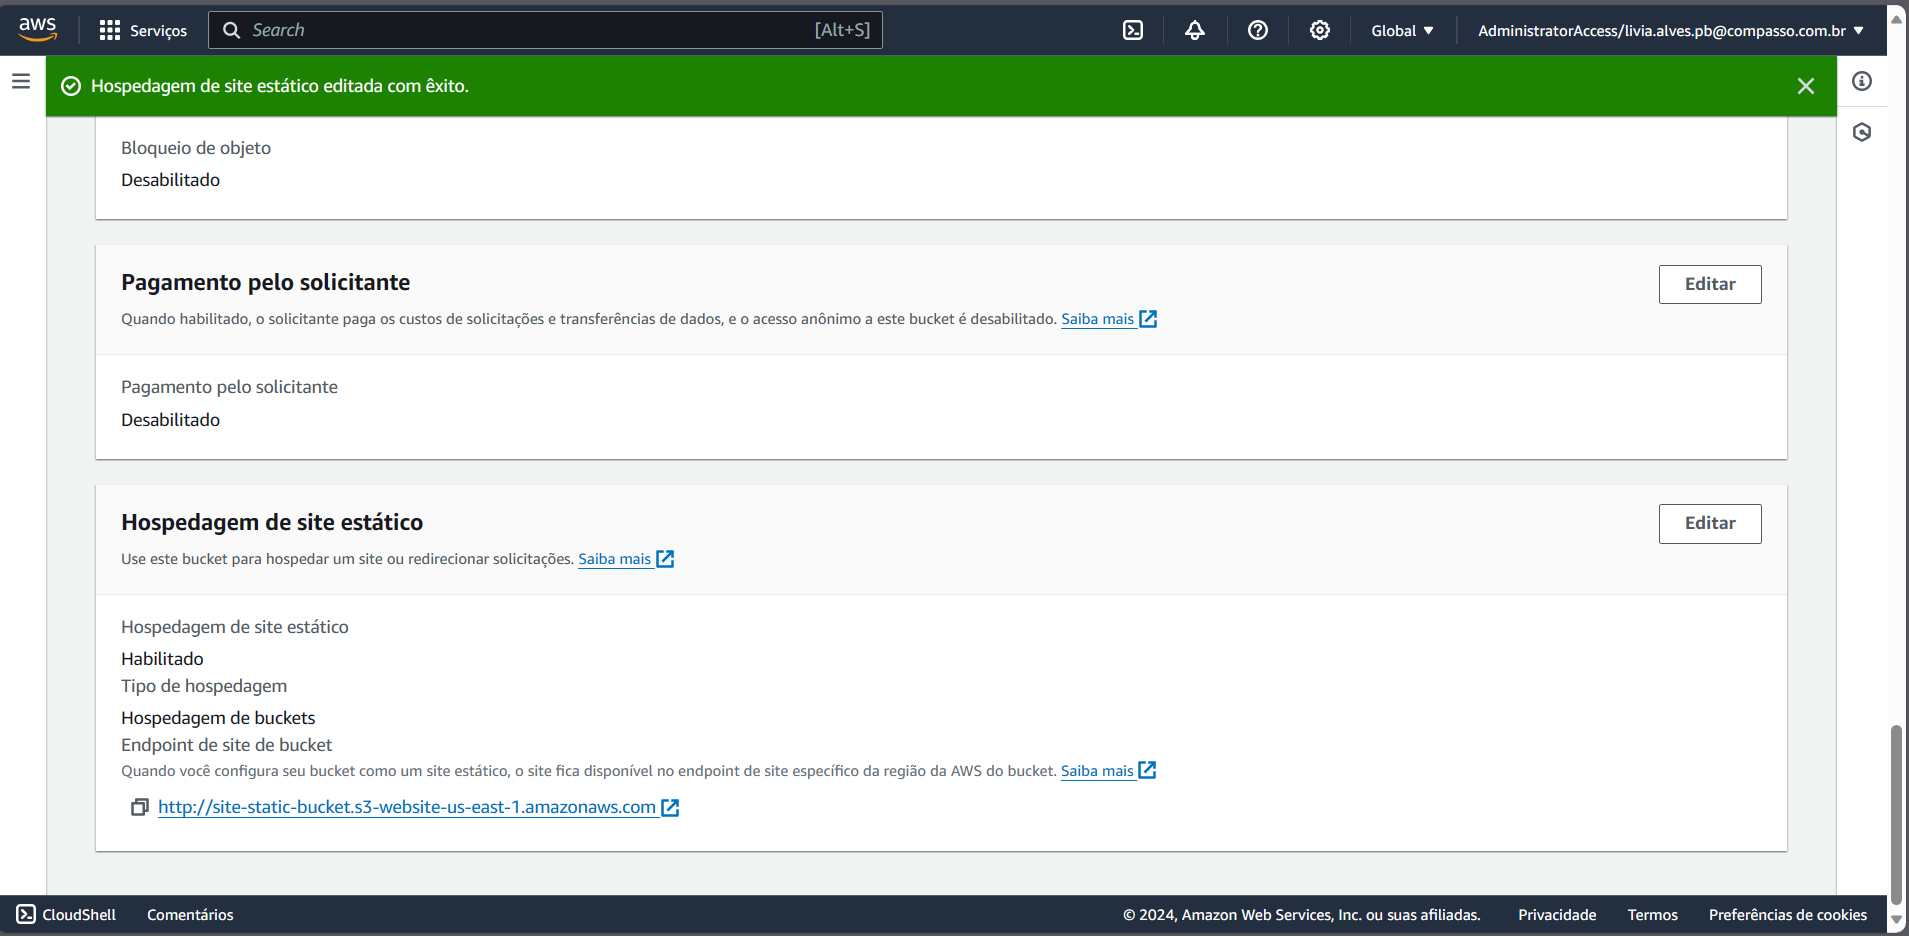 aws
Serviços
Search
[Alt+S]
Global
AdministratorAccess/livia.alves.pb@compasso.com.br
Hospedagem de site estático editada com êxito.
Bloqueio de objeto
Desabilitado
Pagamento pelo solicitante
Editar
Quando habilitado, o solicitante paga os custos de solicitações e transferências de dados, e o acesso anônimo a este bucket é desabilitado. Saiba mais
Pagamento pelo solicitante
Desabilitado
Hospedagem de site estático
Editar
Use este bucket para hospedar um site ou redirecionar solicitações. Saiba mais
Hospedagem de site estático
Habilitado
Tipo de hospedagem
Hospedagem de buckets
Endpoint de site de bucket
Quando você configura seu bucket como um site estático, o site fica disponível no endpoint de site específico da região da AWS do bucket. Saiba mais
http://site-static-bucket.s3-website-us-east-1.amazonaws.com
CloudShell
Comentários
© 2024, Amazon Web Services, Inc. ou suas afiliadas.
Privacidade
Termos
Preferências de cookies